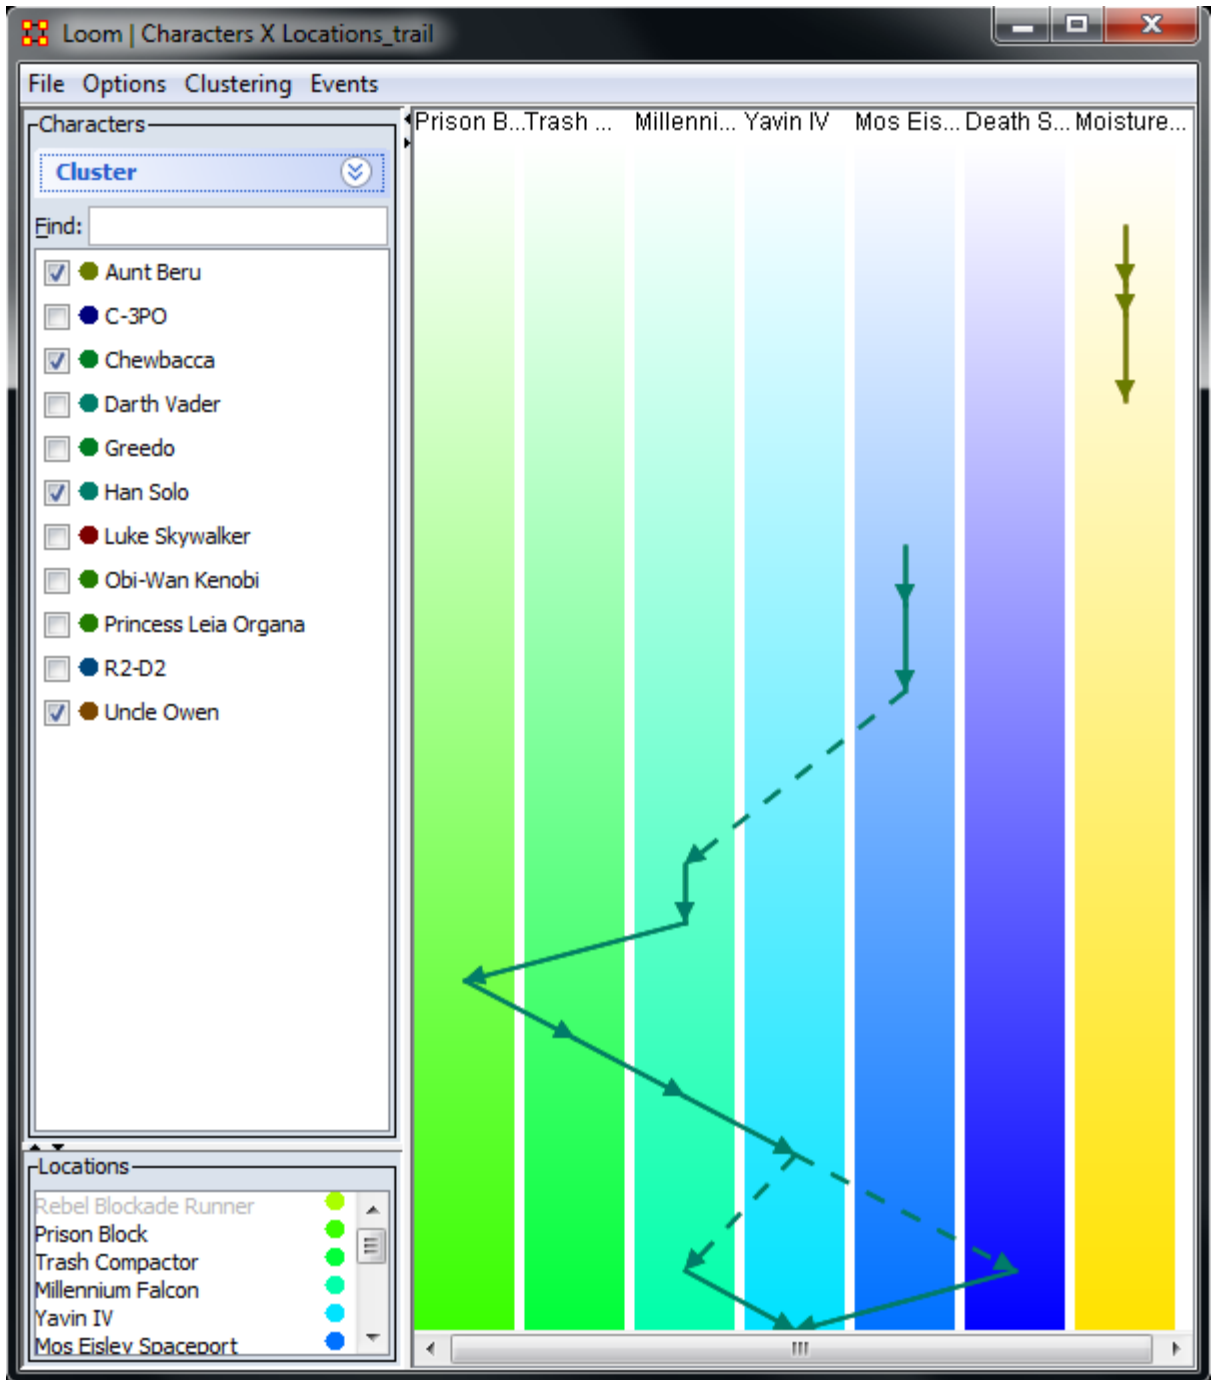 Loom | Characters X Locations_trail
File Options Clustering Events
Characters
Cluster
Find:
Aunt Beru
C-3PO
Chewbacca
Darth Vader
Greedo
Han Solo
Luke Skywalker
Obi-Wan Kenobi
Princess Leia Organa
R2-D2
Uncle Owen
Locations
Rebel Blockade Runner
Prison Block
Trash Compactor
Millennium Falcon
Yavin IV
Mos Eisley Spaceport
Prison B... Trash ... Millenni... Yavin IV Mos Eis... Death S... Moisture...